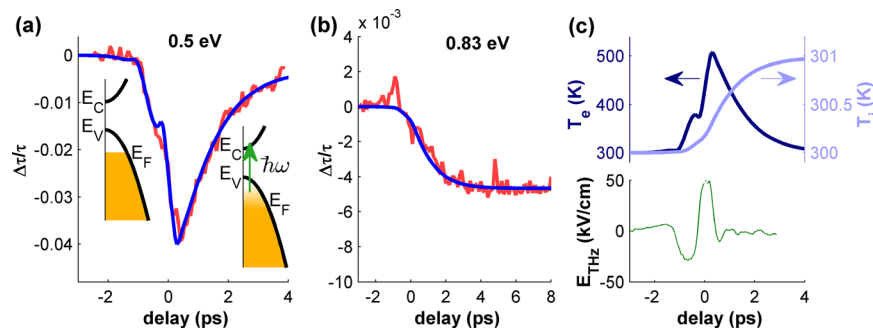 (a)
0.5 eV
0
-0.01
-0.02
-0.03
-0.04
Δτ/τ
E_C
E_V
E_F
E_C
E_V
ħω
E_F
-2
0
2
4
delay (ps)
(b)
× 10⁻³
0.83 eV
8
6
4
2
0
-2
-4
-6
-8
-10
Δτ/τ
-2
0
2
4
6
8
delay (ps)
(c)
500
400
300
T_e (K)
301
300.5
300
(K)
50
0
-50
E_THz (kV/cm)
-2
0
2
4
delay (ps)